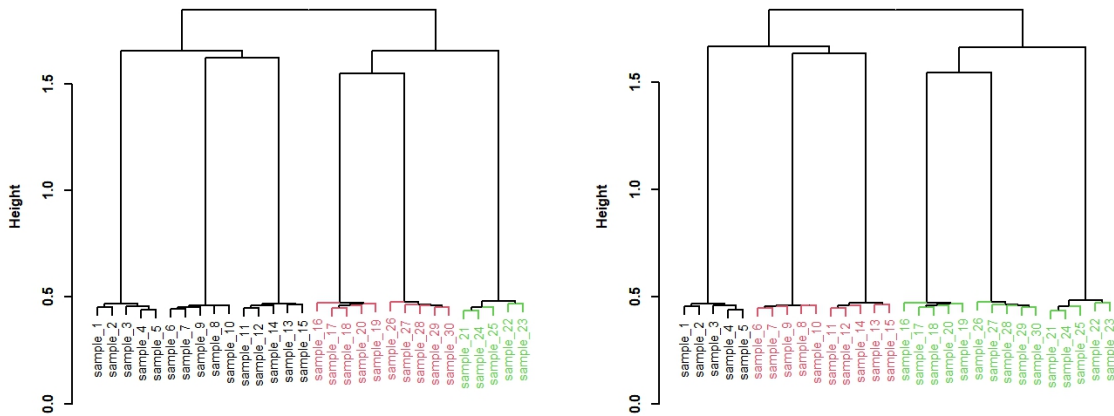 Height
1.5
1.0
0.5
0.0
sample_1
sample_2
sample_3
sample_4
sample_5
sample_6
sample_7
sample_9
sample_8
sample_10
sample_11
sample_12
sample_14
sample_13
sample_15
sample_16
sample_17
sample_18
sample_20
sample_19
sample_26
sample_27
sample_28
sample_29
sample_30
sample_21
sample_24
sample_25
sample_22
sample_23
Height
1.5
1.0
0.5
0.0
sample_1
sample_2
sample_3
sample_4
sample_5
sample_6
sample_7
sample_9
sample_8
sample_10
sample_11
sample_12
sample_14
sample_13
sample_15
sample_16
sample_17
sample_18
sample_20
sample_19
sample_26
sample_27
sample_28
sample_29
sample_30
sample_21
sample_24
sample_25
sample_22
sample_23